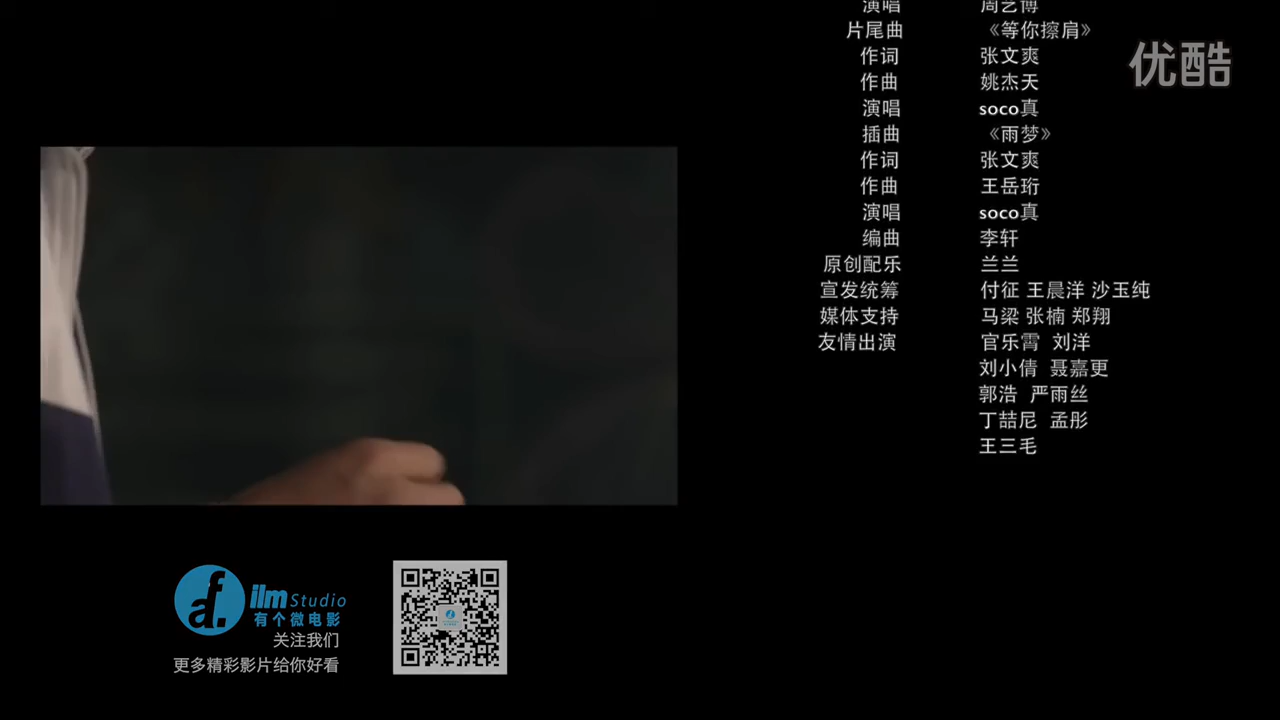 演唱 周艺博
片尾曲 《等你擦肩》
作词 张文爽
作曲 姚杰天
演唱 soco真
插曲 《雨梦》
作词 张文爽
作曲 王岳珩
演唱 soco真
编曲 李轩
原创配乐 兰兰
宣发统筹 付征 王晨洋 沙玉纯
媒体支持 马梁 张楠 郑翔
友情出演 官乐霄 刘洋
刘小倩 聂嘉更
郭浩 严雨丝
丁喆尼 孟彤
王三毛
优酷
af.ilm Studio
有个微电影
关注我们
更多精彩影片给你好看